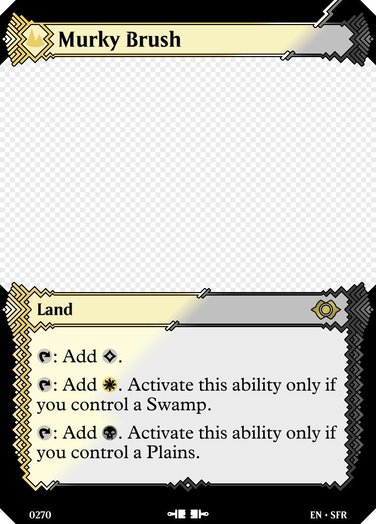 Murky Brush
Land
: Add .
: Add . Activate this ability only if
you control a Swamp.
: Add . Activate this ability only if
you control a Plains.
0270
EN • SFR